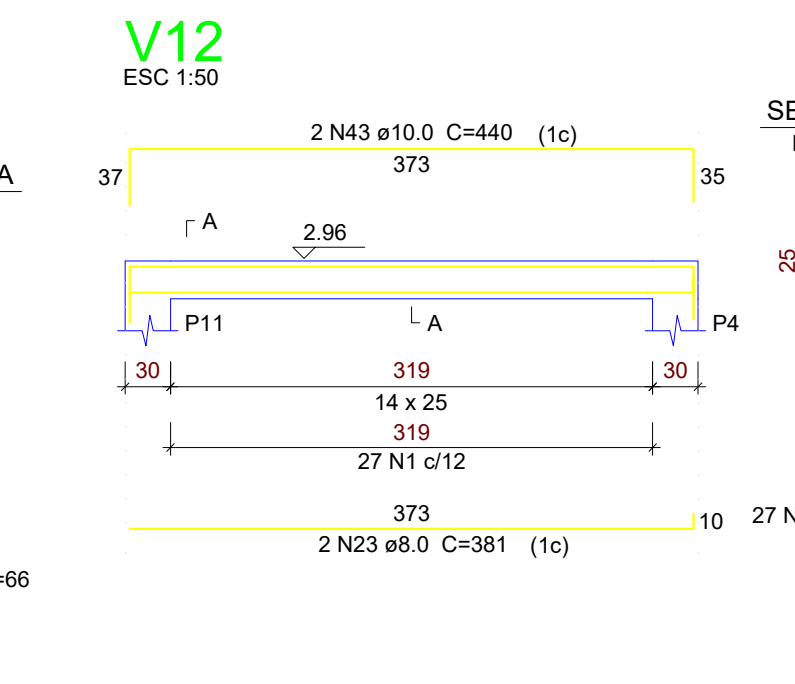 V12
ESC 1:50
SE
2 N43 ø10.0 C=440 (1c)
373
37
35
A
A
2.96
25
P11
A
P4
30
319
30
14 x 25
319
27 N1 c/12
373
10
27 N
2 N23 ø8.0 C=381 (1c)
=66